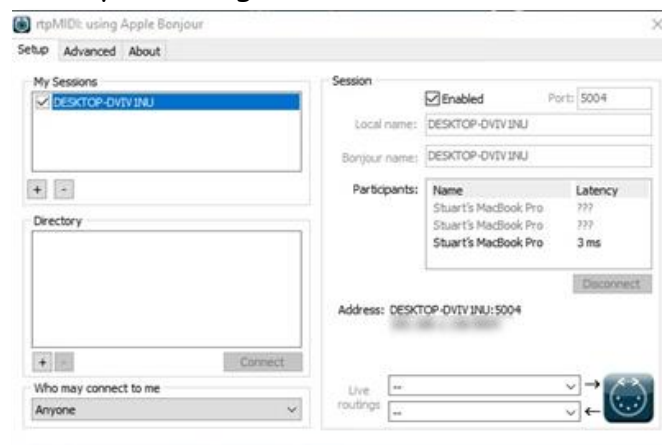 rtpMIDI: using Apple Bonjour
Setup Advanced About
My Sessions
DESKTOP-DVIV1NU
+ -
Directory
+ - Connect
Who may connect to me
Anyone
Session
Enabled Port: 5004
Local name: DESKTOP-DVIV1NU
Bonjour name: DESKTOP-DVIV1NU
Participants: Name Latency
Stuart's MacBook Pro ???
Stuart's MacBook Pro ???
Stuart's MacBook Pro 3 ms
Disconnect
Address: DESKTOP-DVIV1NU:5004
Live routings
--
--